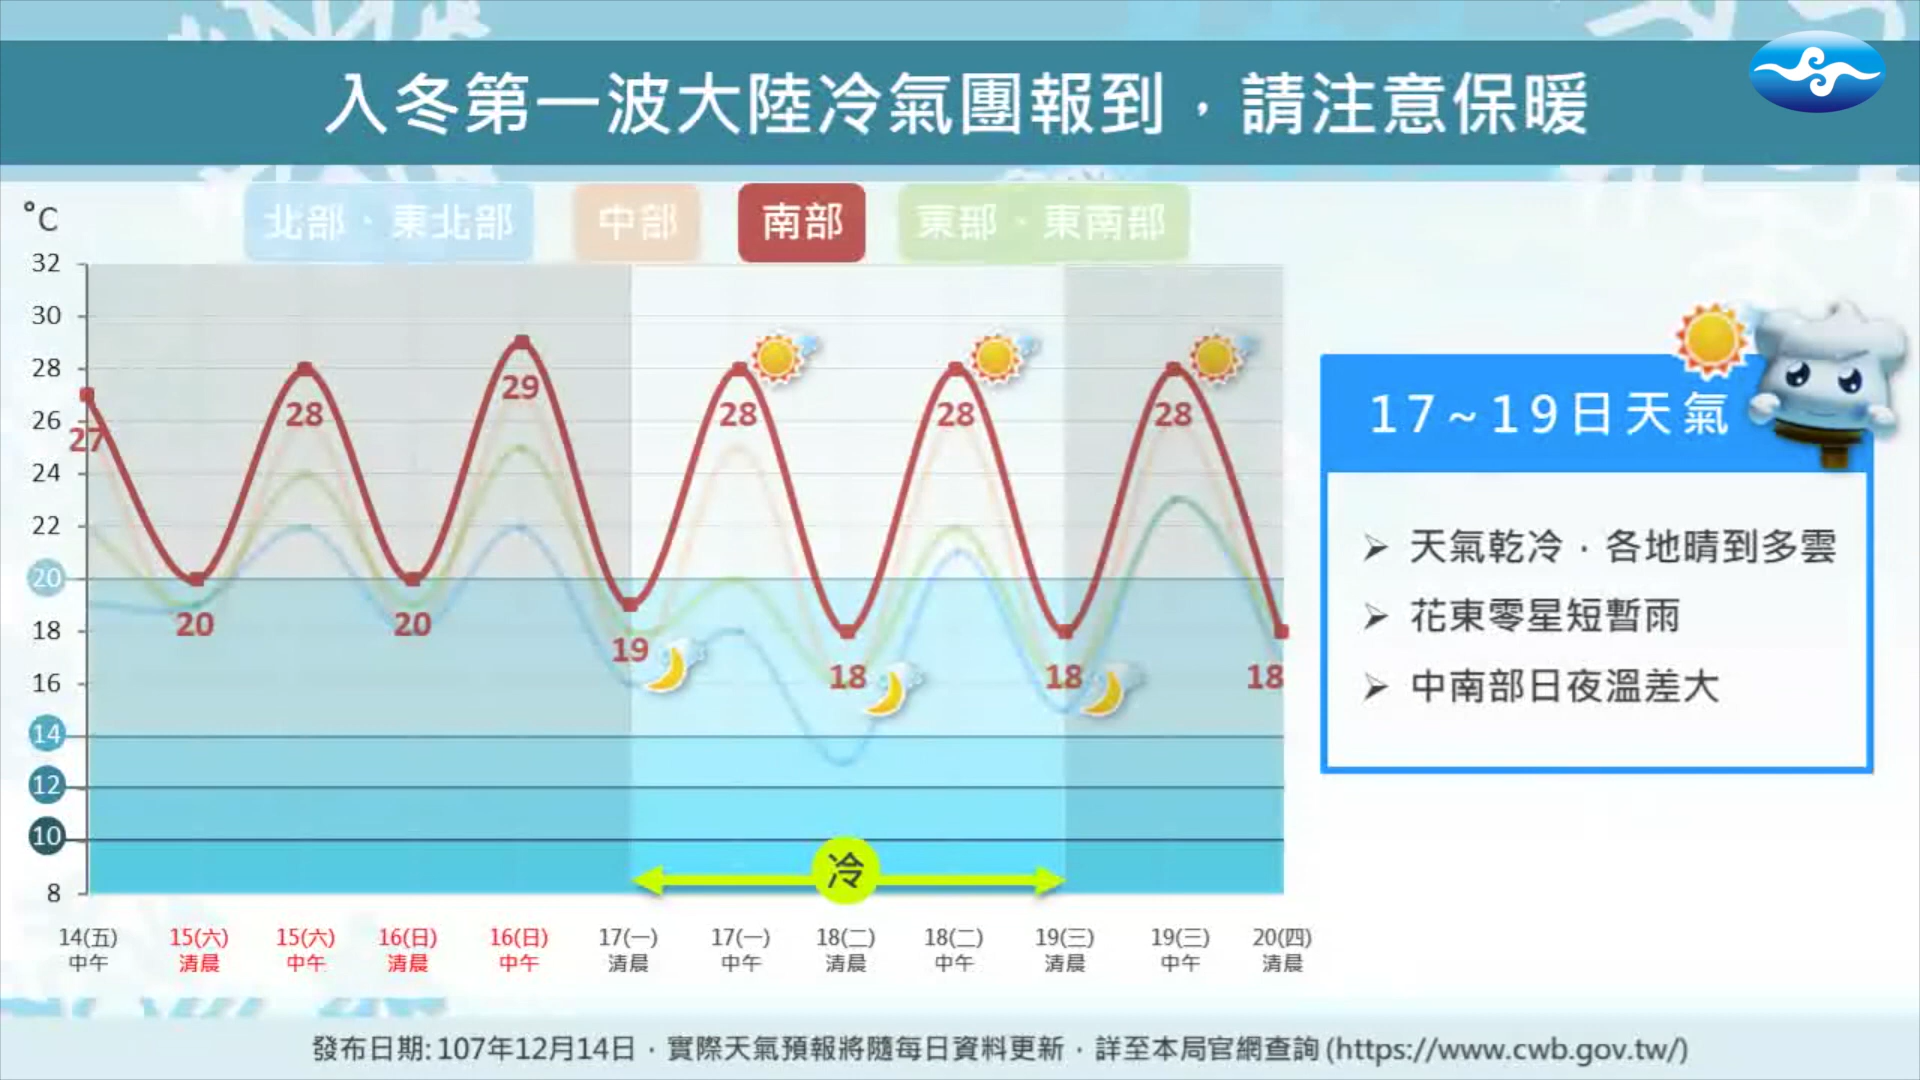 入冬第一波大陸冷氣團報到，請注意保暖
°C
北部、東北部
中部
南部
東部、東南部
32
30
28
26
24
22
20
18
16
14
12
10
8
27
20
28
20
29
19
28
18
28
18
28
18
冷
14(五)
中午
15(六)
清晨
15(六)
中午
16(日)
清晨
16(日)
中午
17(一)
清晨
17(一)
中午
18(二)
清晨
18(二)
中午
19(三)
清晨
19(三)
中午
20(四)
清晨
17~19日天氣
天氣乾冷，各地晴到多雲
花東零星短暫雨
中南部日夜溫差大
發布日期:107年12月14日，實際天氣預報將隨每日資料更新，詳至本局官網查詢(https://www.cwb.gov.tw/)